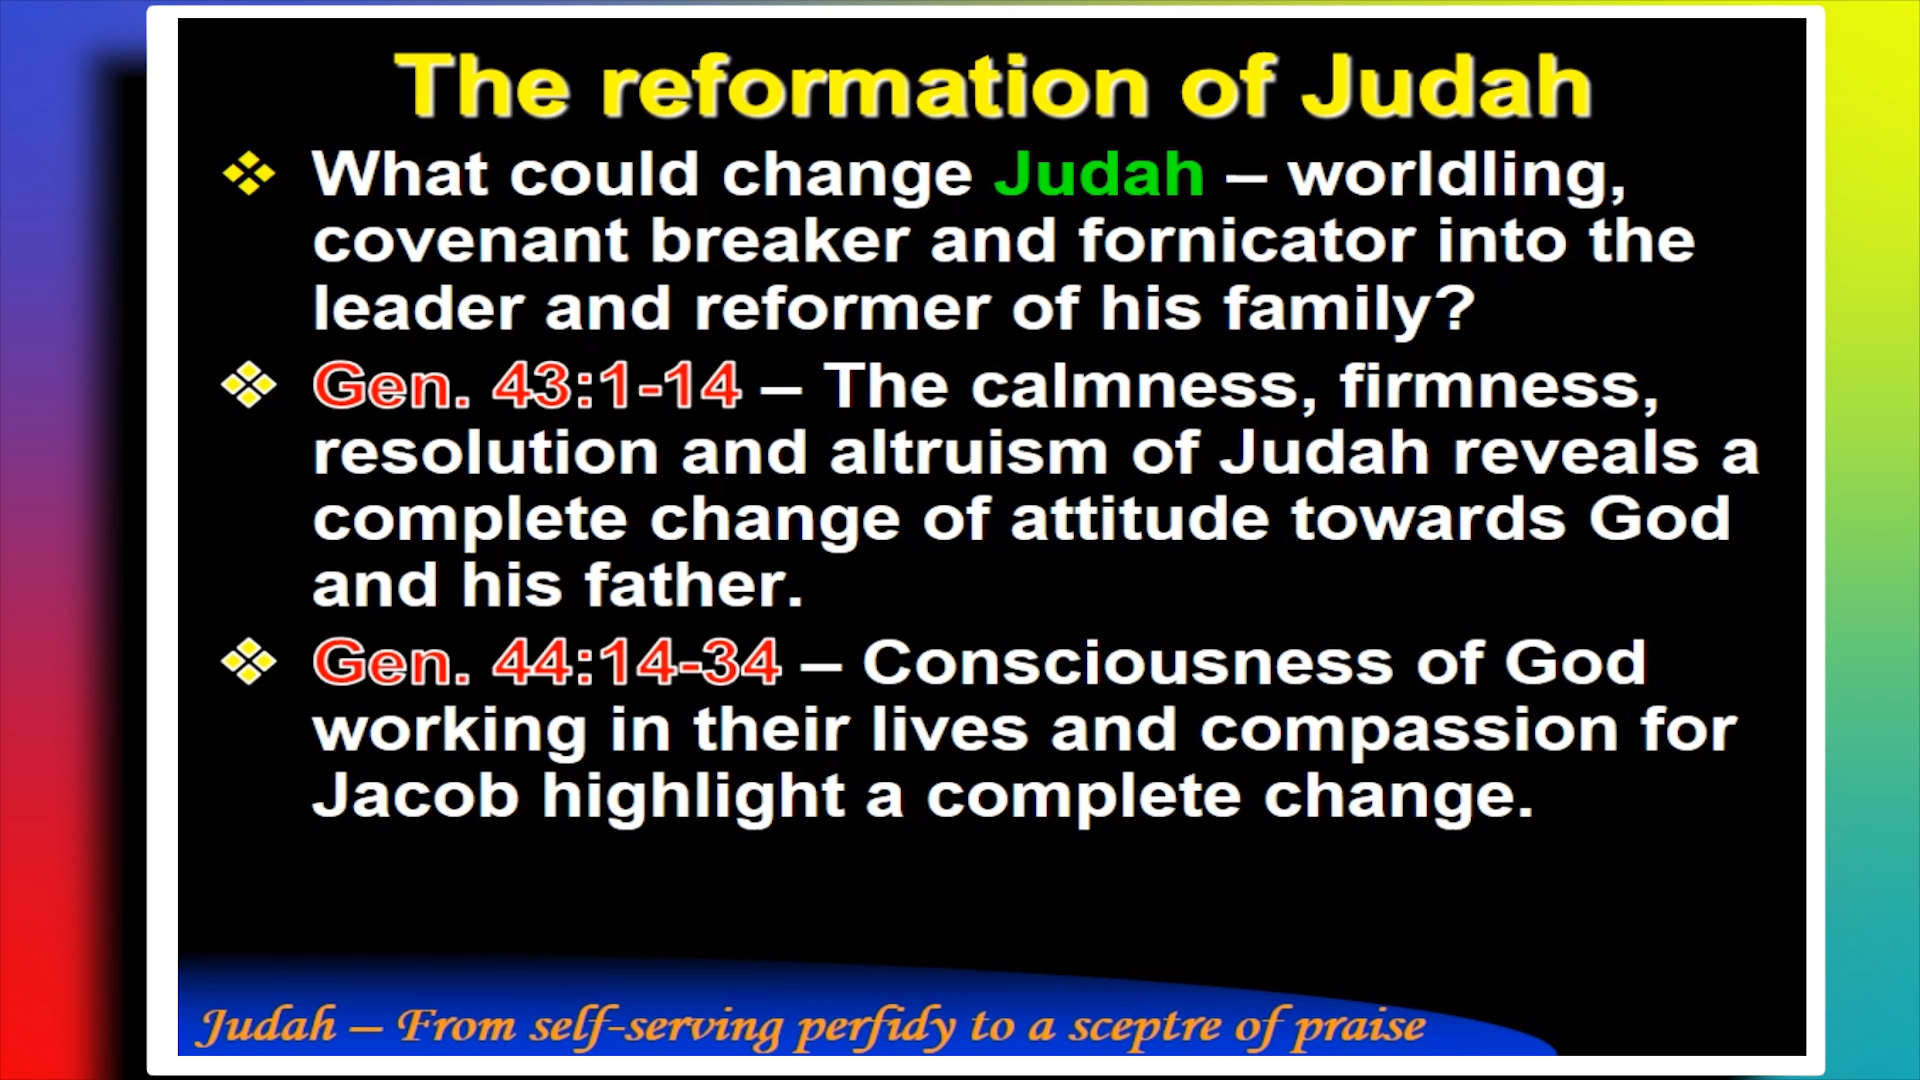 The reformation of Judah
What could change Judah – worldling,
covenant breaker and fornicator into the
leader and reformer of his family?
Gen. 43:1-14 – The calmness, firmness,
resolution and altruism of Judah reveals a
complete change of attitude towards God
and his father.
Gen. 44:14-34 – Consciousness of God
working in their lives and compassion for
Jacob highlight a complete change.
Judah – From self-serving perfidy to a sceptre of praise